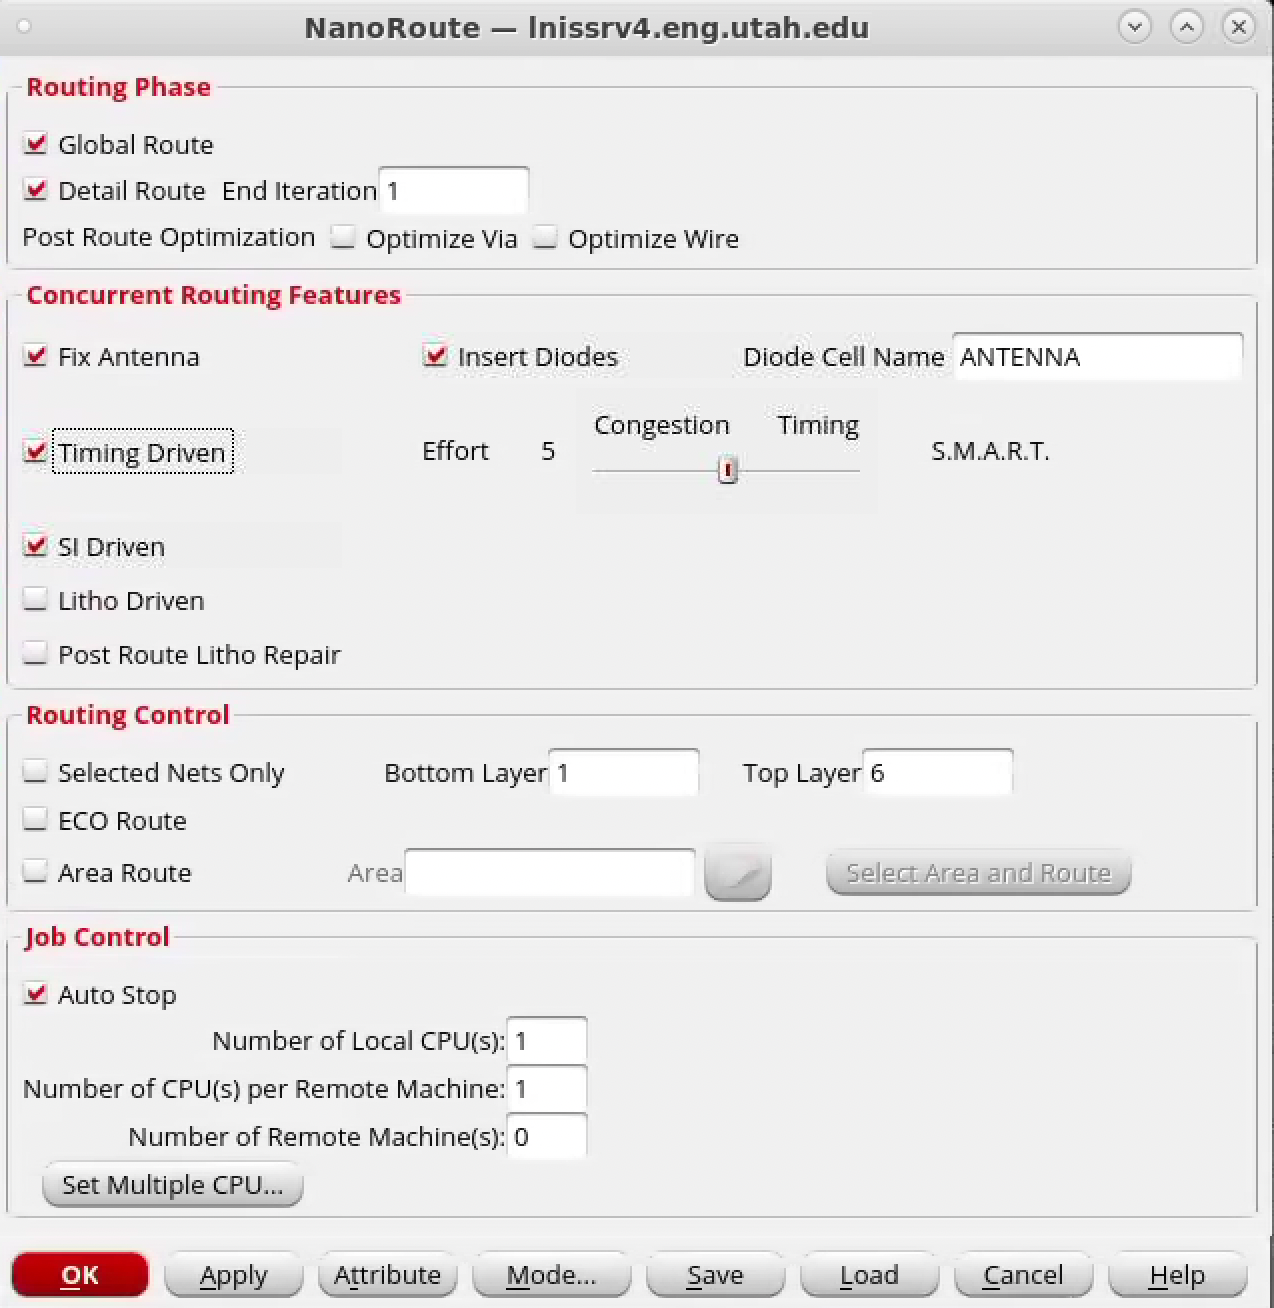 NanoRoute — lnissrv4.eng.utah.edu
Routing Phase
Global Route
Detail Route End Iteration 1
Post Route Optimization Optimize Via Optimize Wire
Concurrent Routing Features
Fix Antenna Insert Diodes Diode Cell Name ANTENNA
Congestion Timing
Timing Driven Effort 5 S.M.A.R.T.
SI Driven
Litho Driven
Post Route Litho Repair
Routing Control
Selected Nets Only Bottom Layer 1 Top Layer 6
ECO Route
Area Route Area Select Area and Route
Job Control
Auto Stop
Number of Local CPU(s): 1
Number of CPU(s) per Remote Machine: 1
Number of Remote Machine(s): 0
Set Multiple CPU...
OK Apply Attribute Mode... Save Load Cancel Help